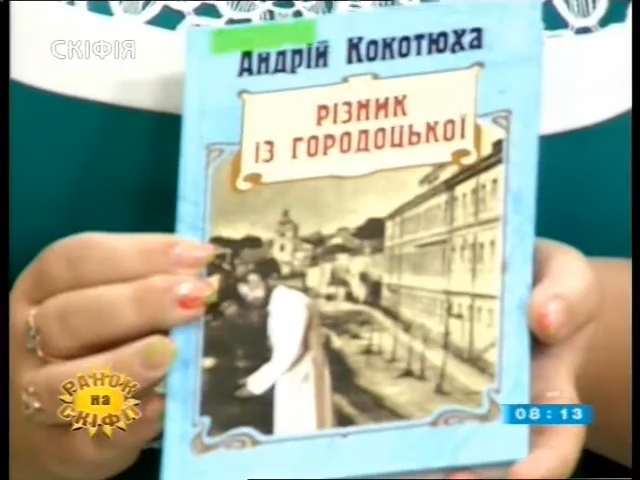 СКІФІЯ
Андрій Кокотюха
РІЗНИК
ІЗ ГОРОДОЦЬКОЇ
РАНОК
на
СКІФІЇ
08:13